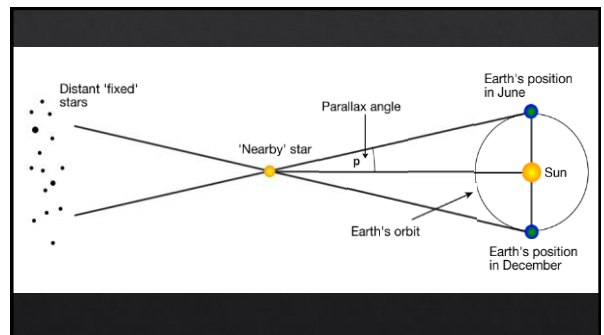 Distant 'fixed'
stars
Earth's position
in June
Parallax angle
'Nearby' star
p
Sun
Earth's orbit
Earth's position
in December